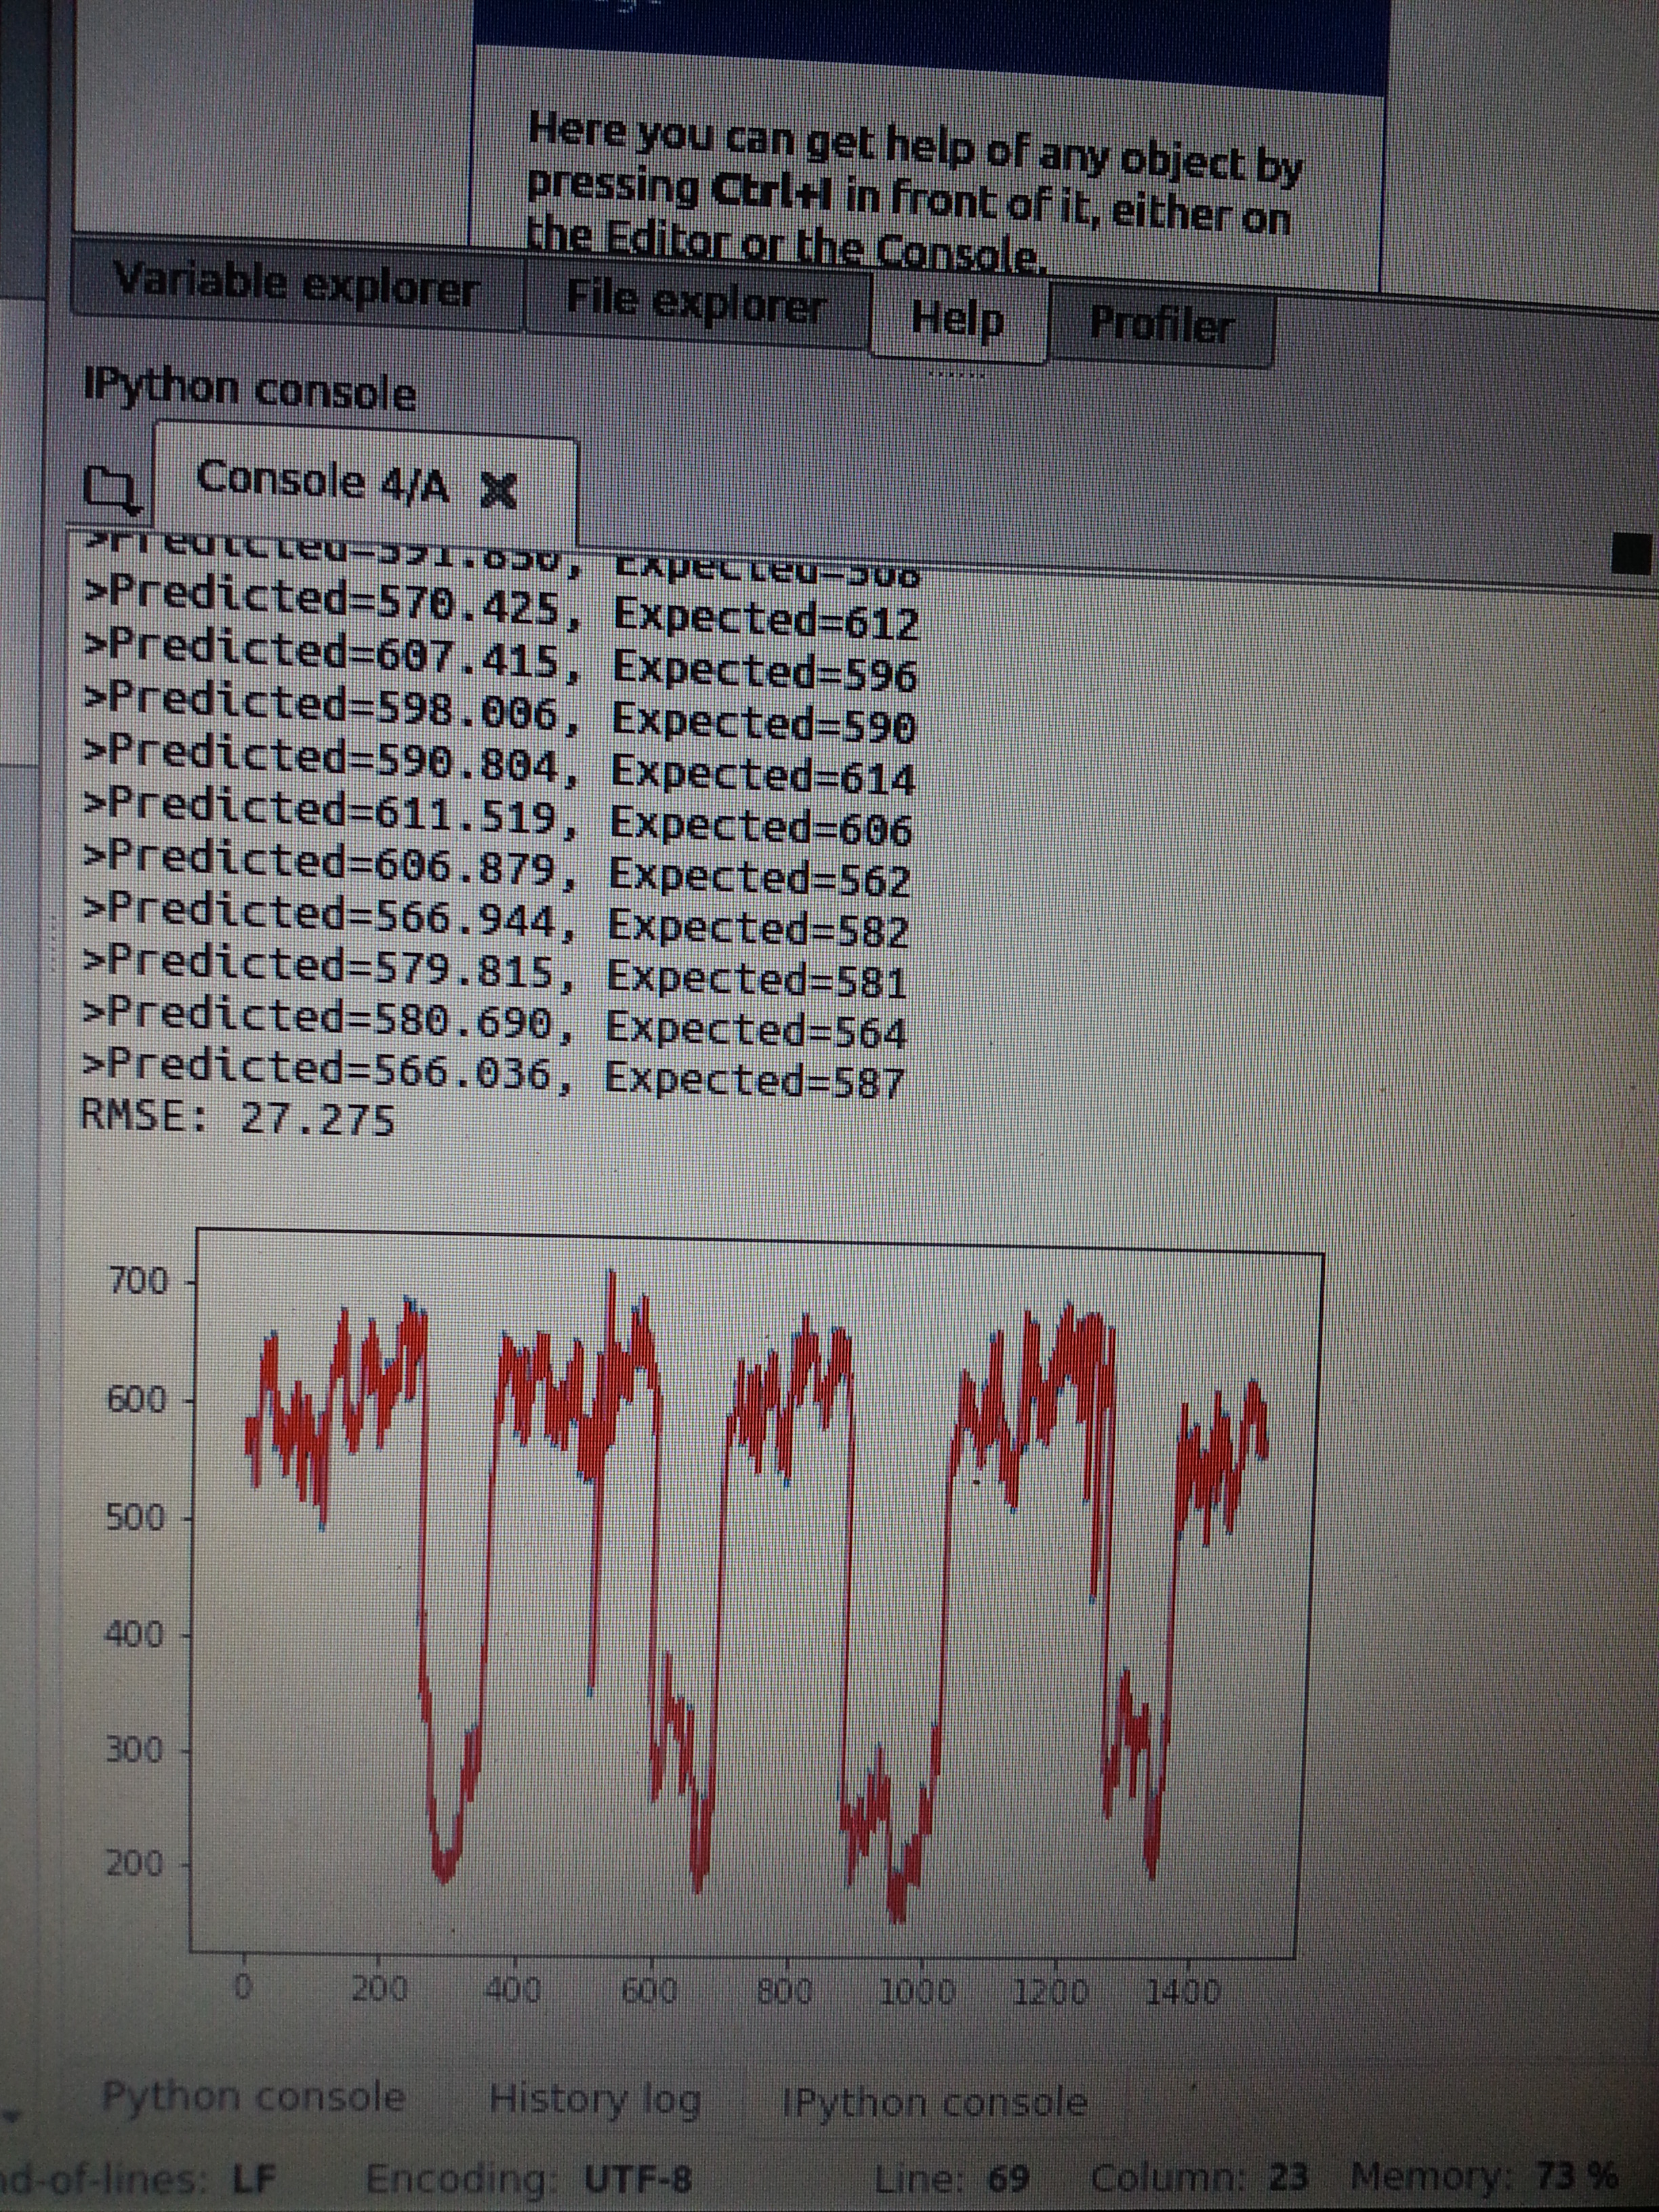 Here you can get help of any object by
pressing Ctrl+I in front of it, either on
the Editor or the Console.
Variable explorer File explorer Help Profiler
IPython console
Console 4/A
>Predicted=570.425, Expected=612
>Predicted=607.415, Expected=596
>Predicted=598.006, Expected=590
>Predicted=590.804, Expected=614
>Predicted=611.519, Expected=606
>Predicted=606.879, Expected=562
>Predicted=566.944, Expected=582
>Predicted=579.815, Expected=581
>Predicted=580.690, Expected=564
>Predicted=566.036, Expected=587
RMSE: 27.275
700
600
500
400
300
200
0 200 400 600 800 1000 1200 1400
Python console History log IPython console
nd-of-lines: LF Encoding: UTF-8 Line: 69 Column: 23 Memory: 73 %